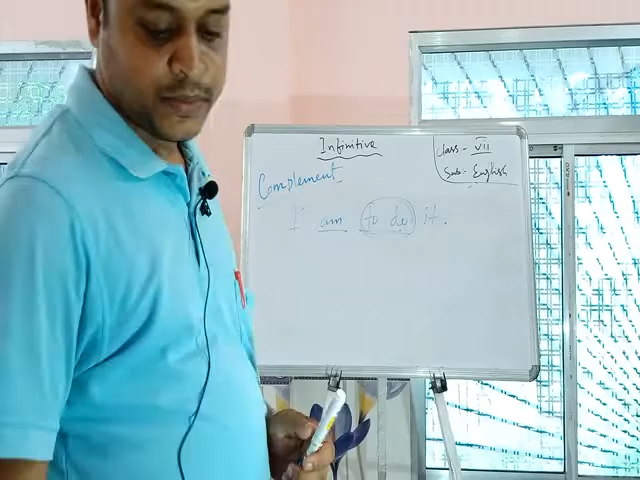 Infinitive
Class - VII
Sub:- English
Complement
I am to do it.